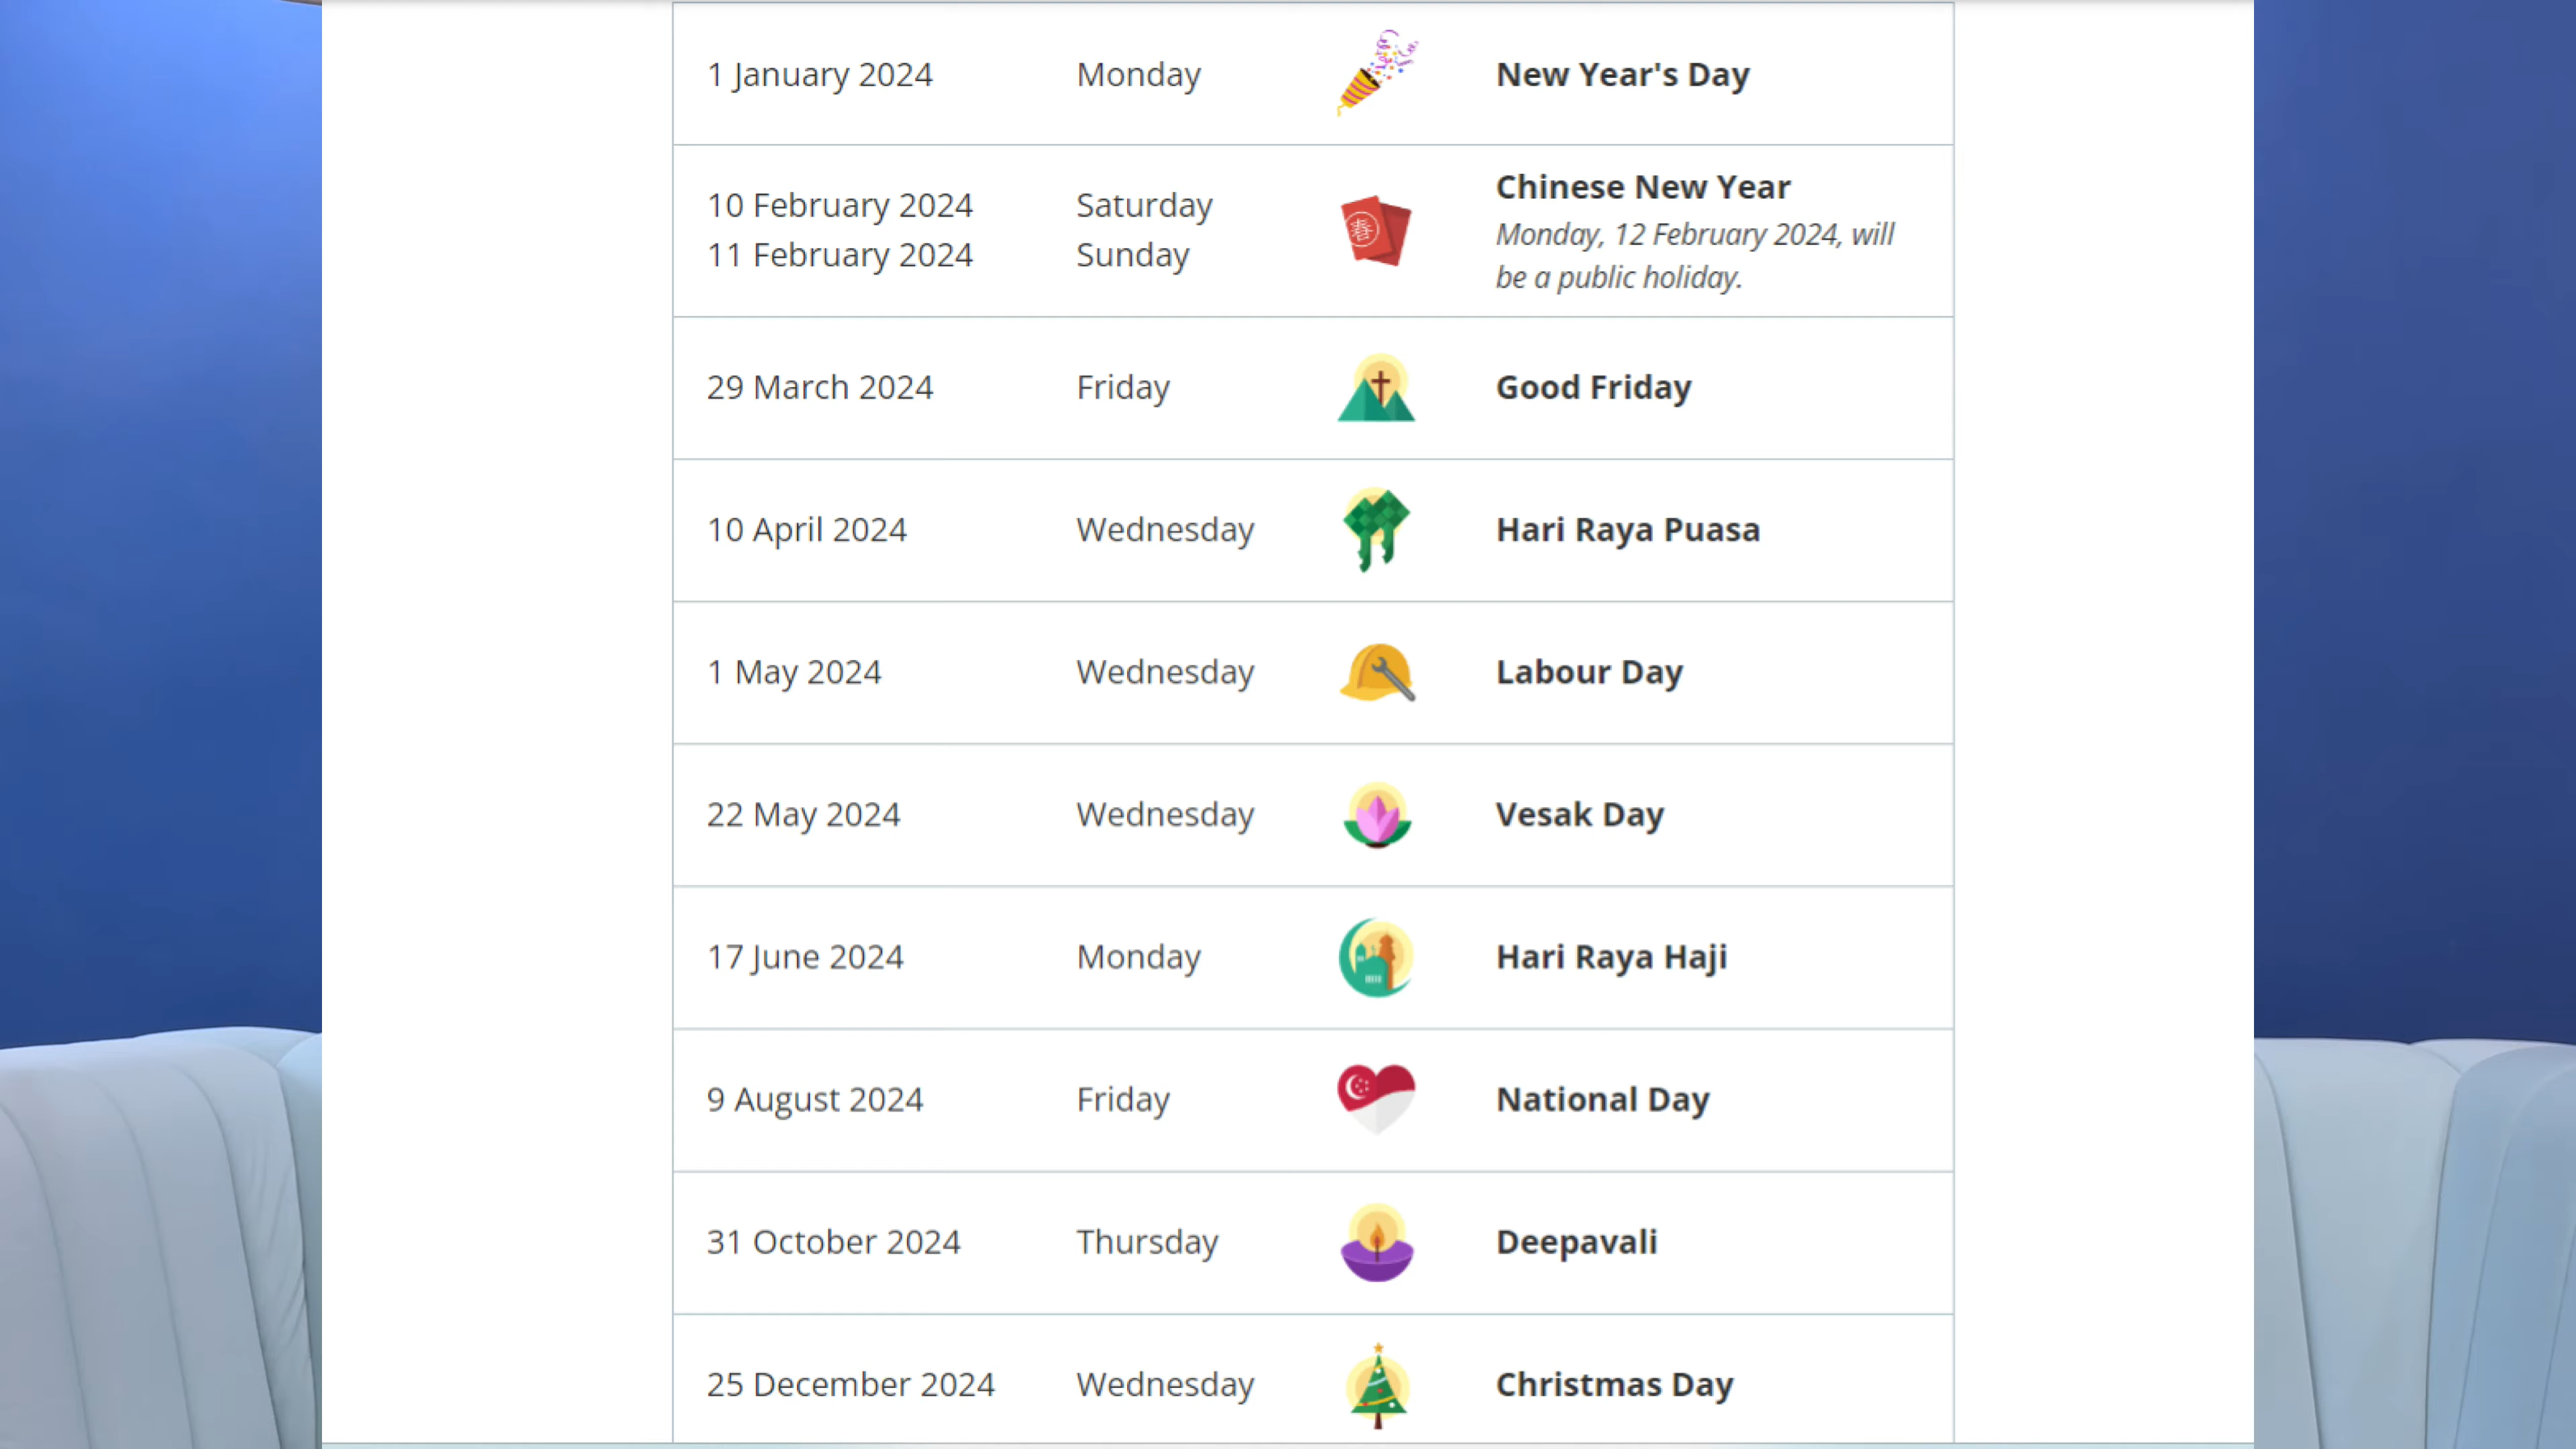 1 January 2024 Monday New Year's Day
10 February 2024 Saturday Chinese New Year
11 February 2024 Sunday Monday, 12 February 2024, will
be a public holiday.
春
29 March 2024 Friday Good Friday
10 April 2024 Wednesday Hari Raya Puasa
1 May 2024 Wednesday Labour Day
22 May 2024 Wednesday Vesak Day
17 June 2024 Monday Hari Raya Haji
9 August 2024 Friday National Day
31 October 2024 Thursday Deepavali
25 December 2024 Wednesday Christmas Day